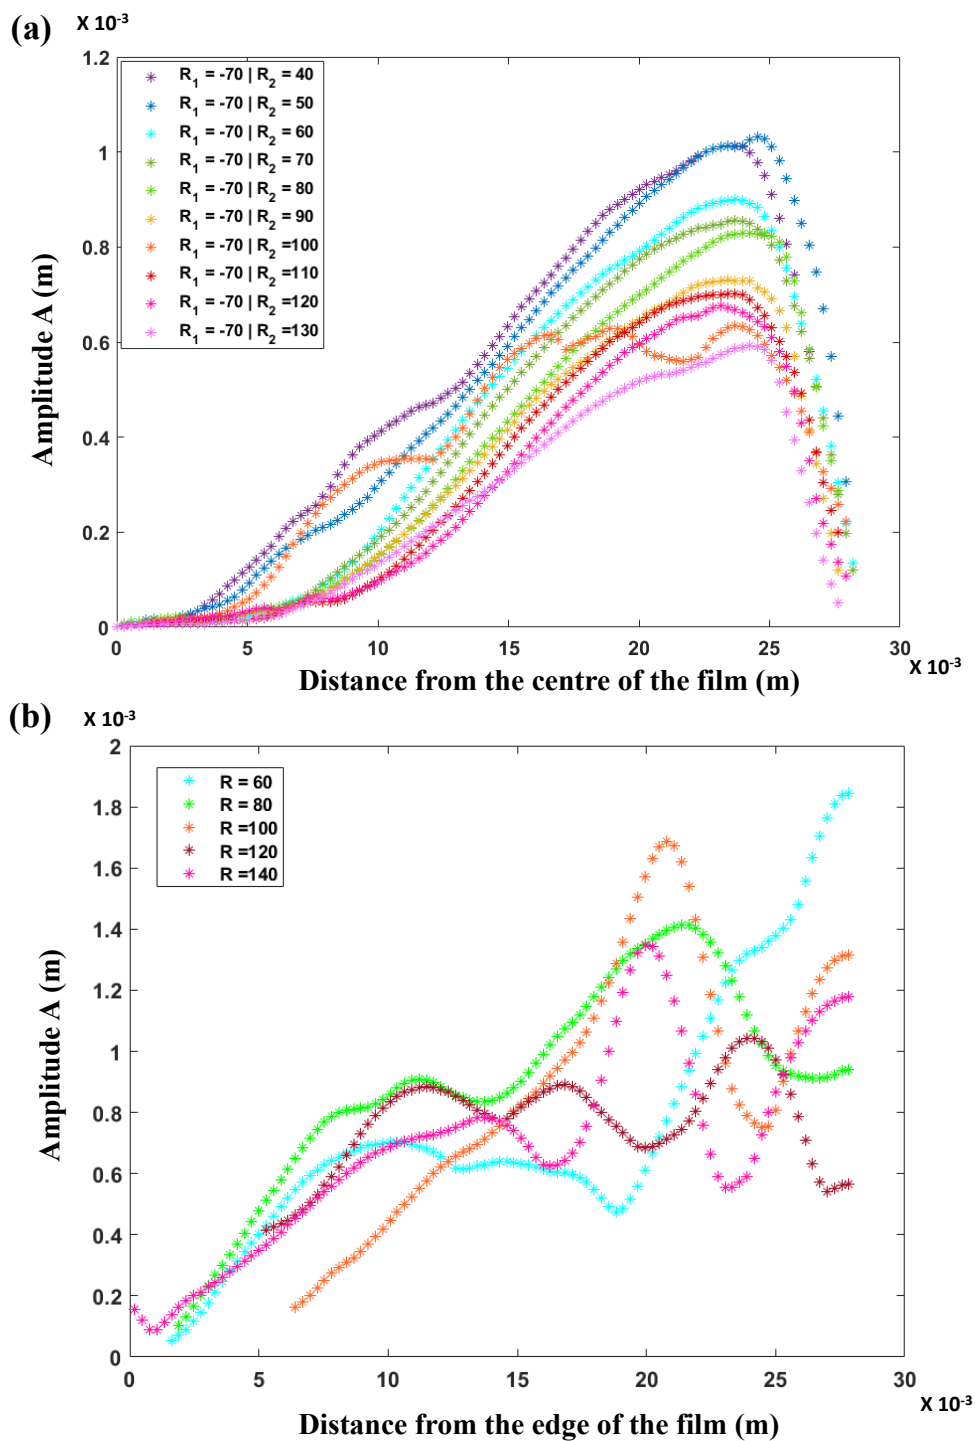 (a) X 10-3
1.2
R1 = -70 | R2 = 40
R1 = -70 | R2 = 50
R1 = -70 | R2 = 60
R1 = -70 | R2 = 70
R1 = -70 | R2 = 80
R1 = -70 | R2 = 90
R1 = -70 | R2 =100
R1 = -70 | R2 =110
R1 = -70 | R2 =120
R1 = -70 | R2 =130
1
0.8
0.6
0.4
0.2
0
Amplitude A (m)
0 5 10 15 20 25 30
X 10-3
Distance from the centre of the film (m)
(b) X 10-3
2
R = 60
R = 80
R =100
R =120
R =140
1.8
1.6
1.4
1.2
1
0.8
0.6
0.4
0.2
0
Amplitude A (m)
0 5 10 15 20 25 30
X 10-3
Distance from the edge of the film (m)